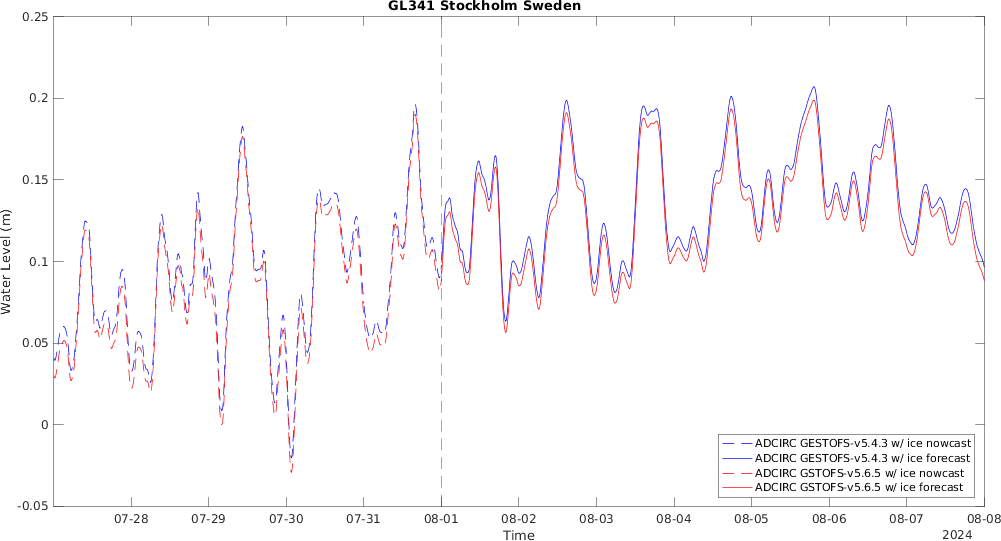 GL341 Stockholm Sweden
0.25
0.2
0.15
0.1
0.05
0
-0.05
Water Level (m)
ADCIRC GESTOFS-v5.4.3 w/ ice nowcast
ADCIRC GESTOFS-v5.4.3 w/ ice forecast
ADCIRC GSTOFS-v5.6.5 w/ ice nowcast
ADCIRC GSTOFS-v5.6.5 w/ ice forecast
07-28 07-29 07-30 07-31 08-01 08-02 08-03 08-04 08-05 08-06 08-07 08-08
Time
2024